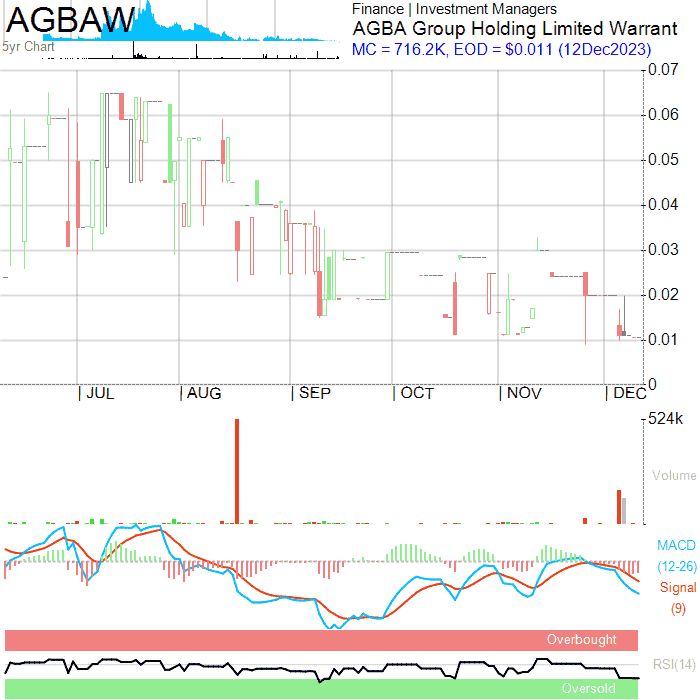 AGBAW
5yr Chart
Finance | Investment Managers
AGBA Group Holding Limited Warrant
MC = 716.2K, EOD = $0.011 (12Dec2023)
0.07
0.06
0.05
0.04
0.03
0.02
0.01
0
| JUL | AUG | SEP | OCT | NOV | DEC
524k
Volume
MACD
(12-26)
Signal
(9)
Overbought
RSI(14)
Oversold